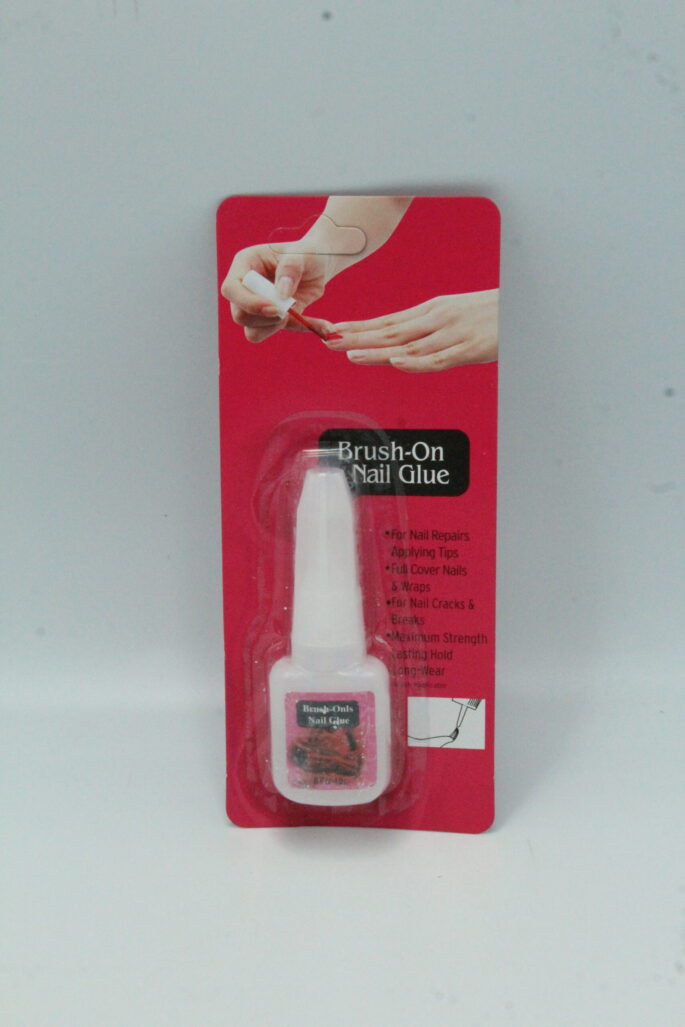 Brush-On
Nail Glue
•For Nail Repairs
Applying Tips
•Full Cover Nails
& Wraps
•For Nail Cracks &
Breaks
•Maximum Strength
Lasting Hold
Long-Wear
Brush-Onls
Nail Glue